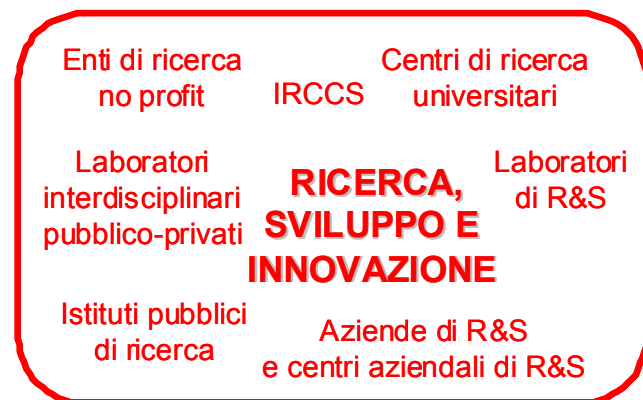 Enti di ricerca
no profit
IRCCS
Centri di ricerca
universitari
Laboratori
interdisciplinari
pubblico-privati
RICERCA,
SVILUPPO E
INNOVAZIONE
Laboratori
di R&S
Istituti pubblici
di ricerca
Aziende di R&S
e centri aziendali di R&S